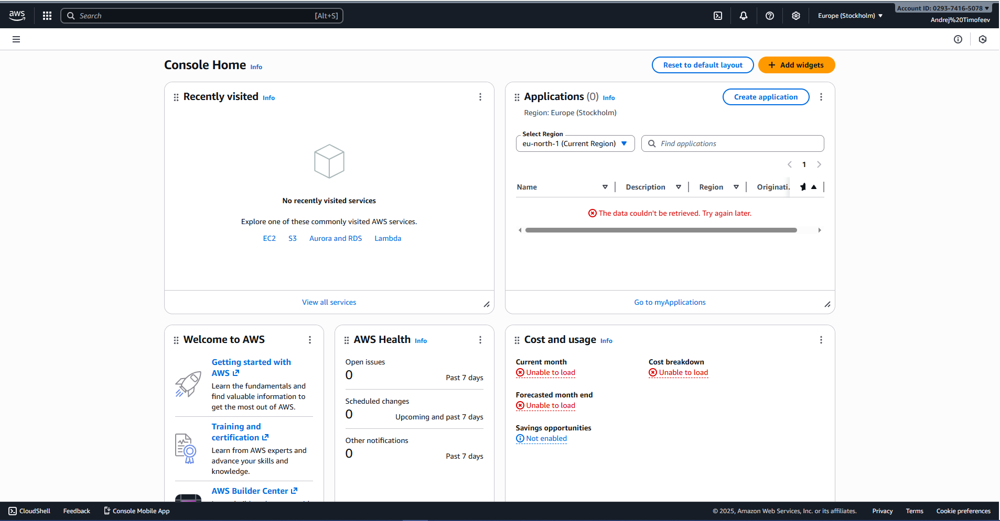 aws
Search [Alt+S]
Europe (Stockholm)
Account ID: 0293-7416-5078
Andrej%20Timofeev
Console Home Info
Reset to default layout
Add widgets
Recently visited Info
No recently visited services
Explore one of these commonly visited AWS services.
EC2 S3 Aurora and RDS Lambda
View all services
Applications (0) Info
Create application
Region: Europe (Stockholm)
Select Region
eu-north-1 (Current Region)
Find applications
1
Name Description Region Originati.
The data couldn't be retrieved. Try again later.
Go to myApplications
Welcome to AWS
Getting started with
AWS
Learn the fundamentals and
find valuable information to
get the most out of AWS.
Training and
certification
Learn from AWS experts and
advance your skills and
knowledge.
AWS Builder Center
AWS Health Info
Open issues
0
Past 7 days
Scheduled changes
0
Upcoming and past 7 days
Other notifications
0
Past 7 days
Cost and usage Info
Current month
Unable to load
Cost breakdown
Unable to load
Forecasted month end
Unable to load
Savings opportunities
Not enabled
CloudShell Feedback Console Mobile App
© 2025, Amazon Web Services, Inc. or its affiliates. Privacy Terms Cookie preferences